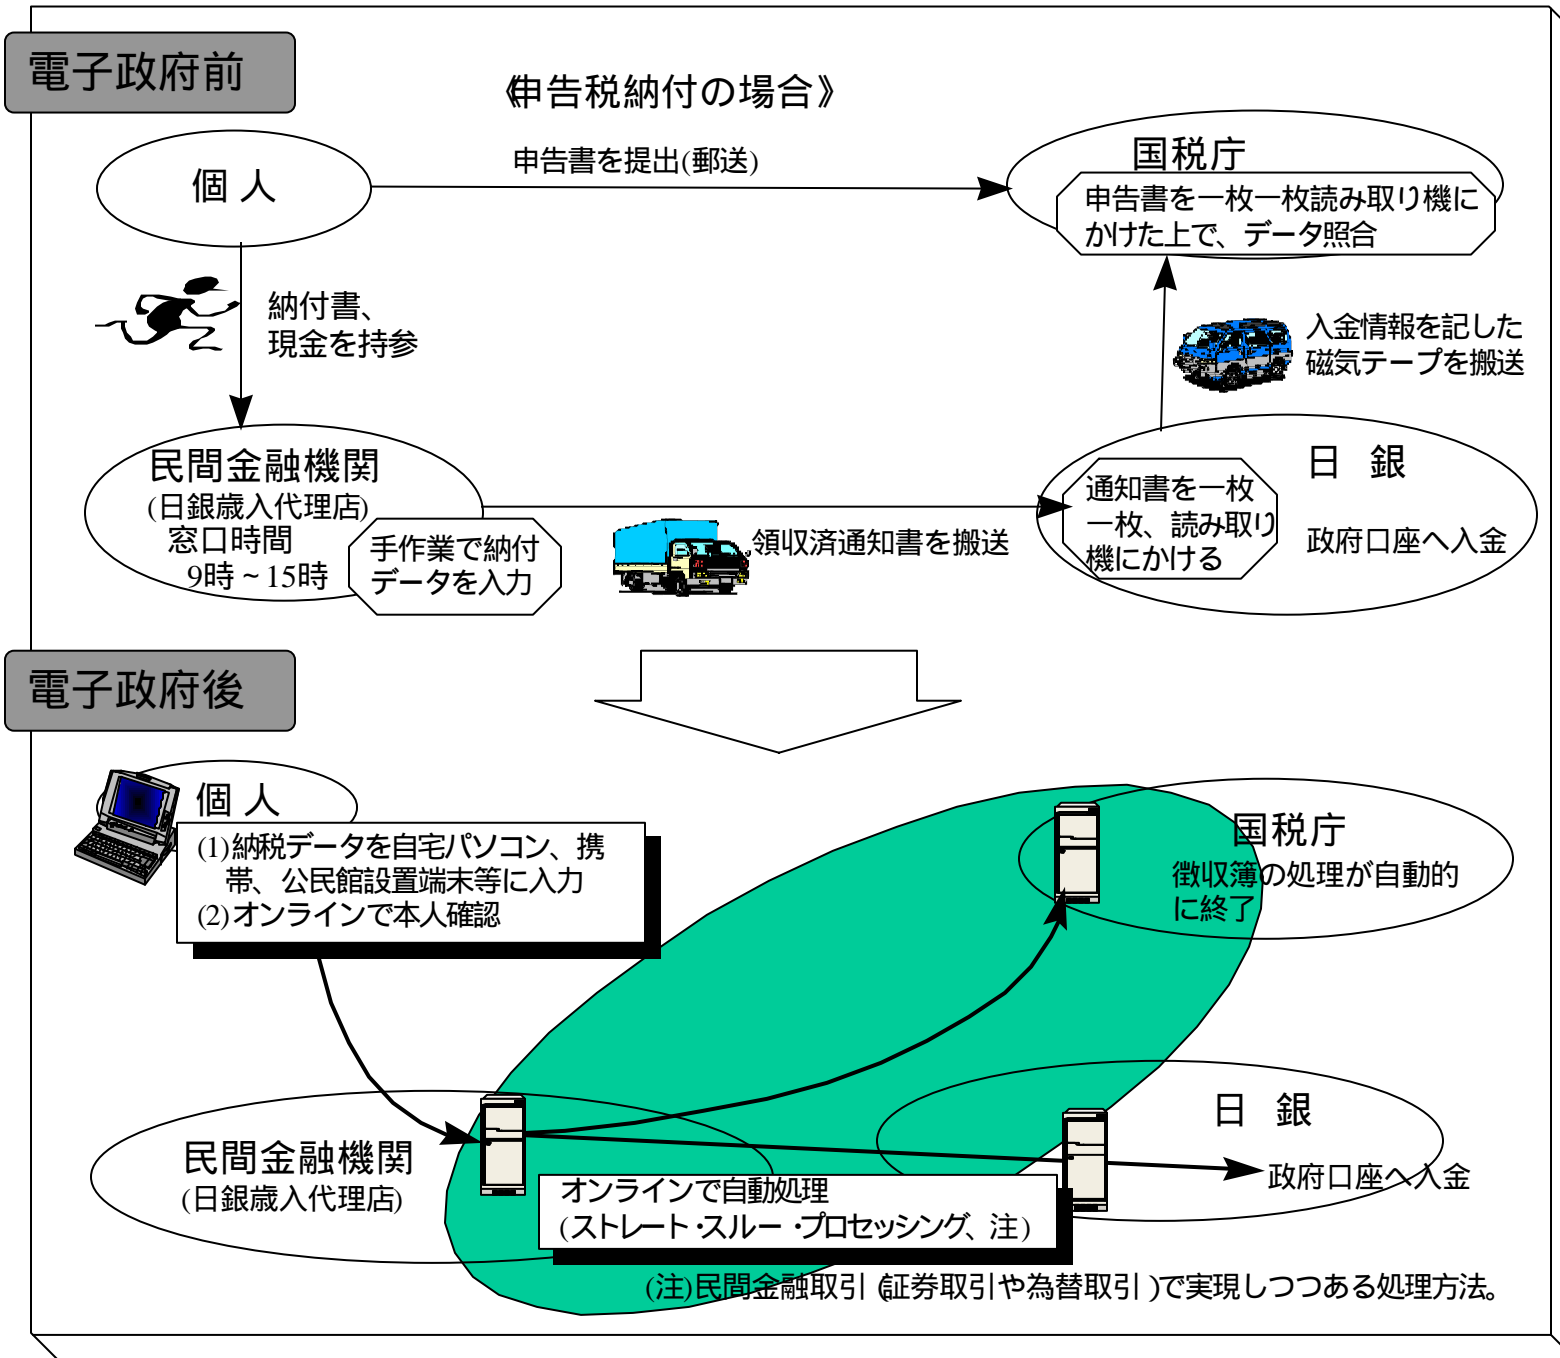 電子政府前
《申告税納付の場合》
申告書を提出(郵送)
個 人
国税庁
申告書を一枚一枚読み取り機に
かけた上で、データ照合
納付書、
現金を持参
入金情報を記した
磁気テープを搬送
民間金融機関
(日銀歳入代理店)
窓口時間
9時~15時
手作業で納付
データを入力
領収済通知書を搬送
通知書を一枚
一枚、読み取り
機にかける
日 銀
政府口座へ入金
電子政府後
個 人
(1)納税データを自宅パソコン、携
帯、公民館設置端末等に入力
(2)オンラインで本人確認
国税庁
徴収簿の処理が自動的
に終了
民間金融機関
(日銀歳入代理店)
日 銀
政府口座へ入金
オンラインで自動処理
(ストレート・スルー・プロセッシング、注)
(注)民間金融取引(証券取引や為替取引)で実現しつつある処理方法。